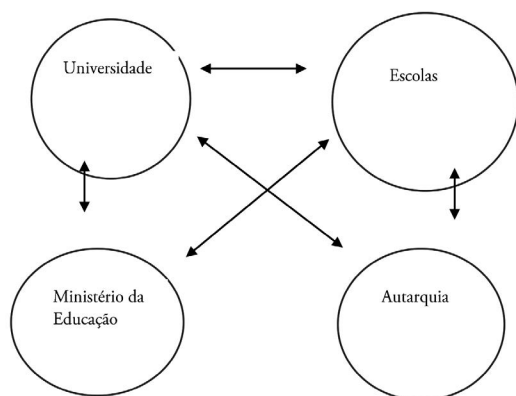 Universidade
Escolas
Ministério da
Educação
Autarquia